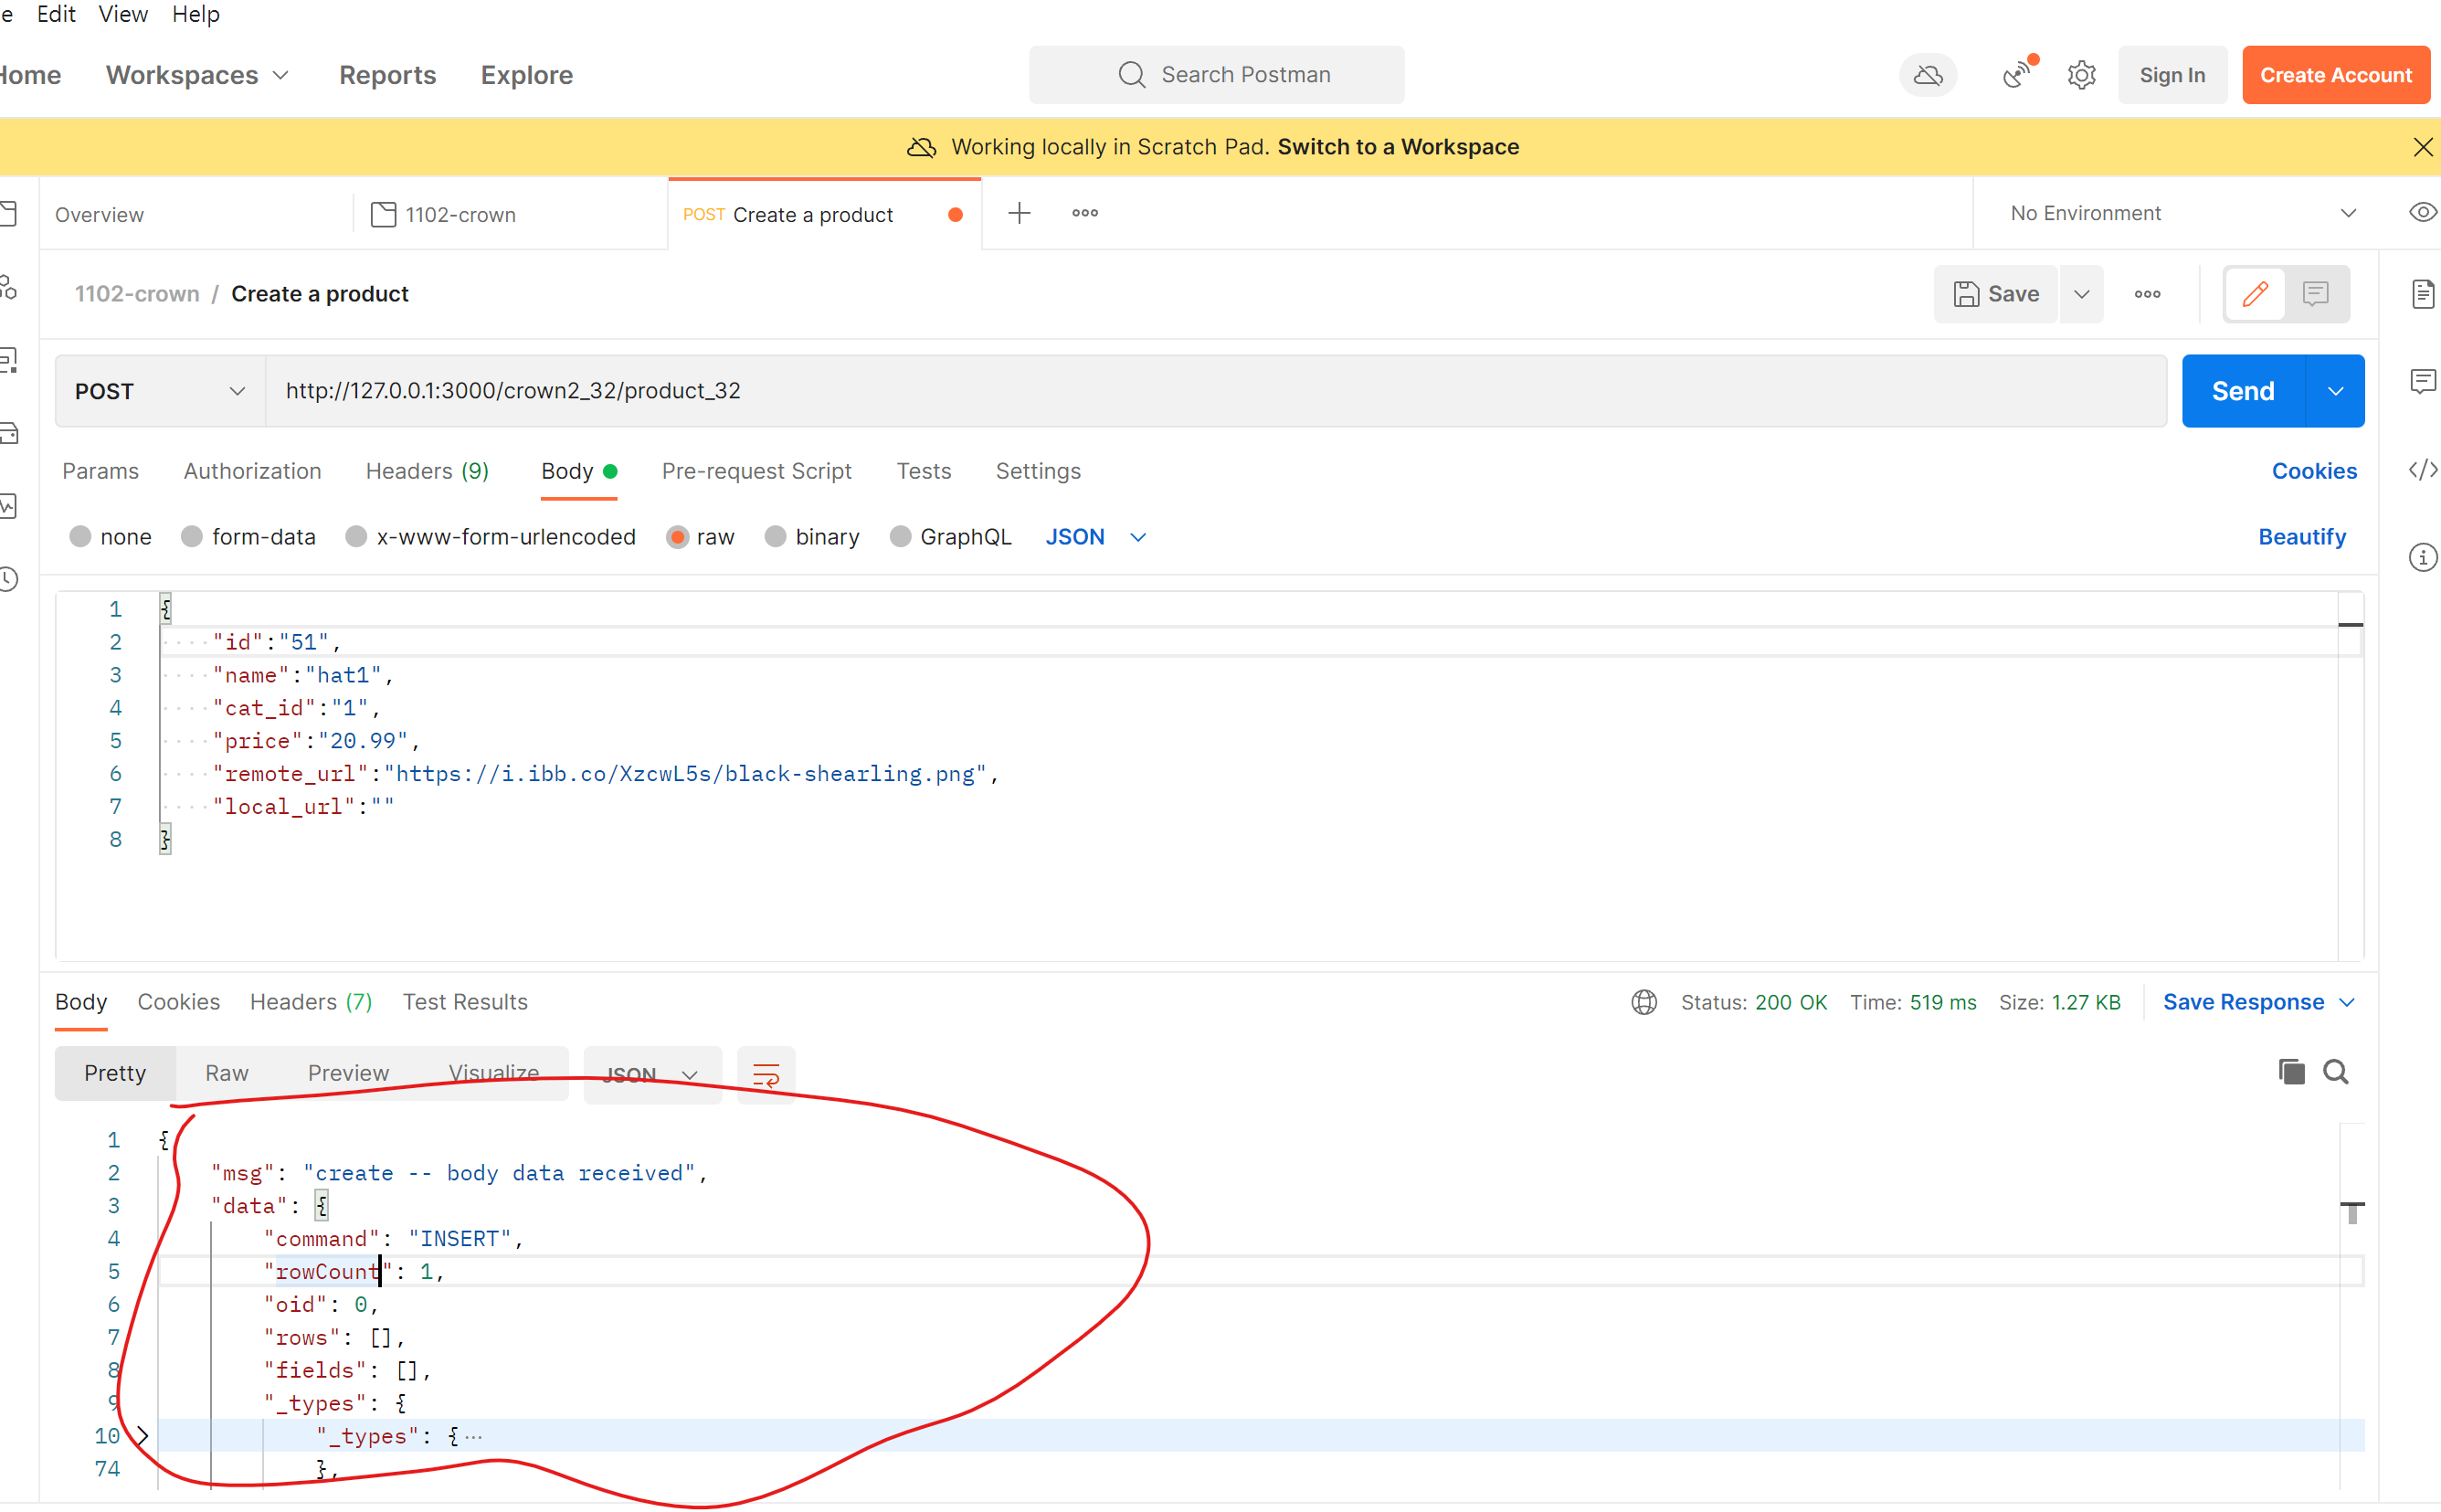 Edit View Help
Home Workspaces Reports Explore Search Postman Sign In Create Account
Working locally in Scratch Pad. Switch to a Workspace
Overview 1102-crown POST Create a product No Environment
1102-crown / Create a product Save
POST http://127.0.0.1:3000/crown2_32/product_32 Send
Params Authorization Headers (9) Body Pre-request Script Tests Settings Cookies
none form-data x-www-form-urlencoded raw binary GraphQL JSON Beautify
1 {
2 "id":"51",
3 "name":"hat1",
4 "cat_id":"1",
5 "price":"20.99",
6 "remote_url":"https://i.ibb.co/XzcwL5s/black-shearling.png",
7 "local_url":""
8 }
Body Cookies Headers (7) Test Results Status: 200 OK Time: 519 ms Size: 1.27 KB Save Response
Pretty Raw Preview Visualize JSON
1 {
2 "msg": "create -- body data received",
3 "data": {
4 "command": "INSERT",
5 "rowCount": 1,
6 "oid": 0,
7 "rows": [],
8 "fields": [],
9 "_types": {
10 "_types": {...
74 },